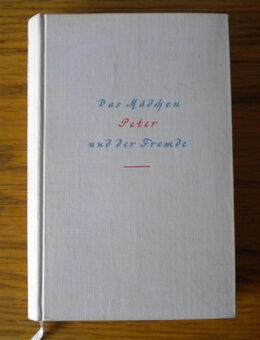 Das Mädchen
Peter
und der Fremde